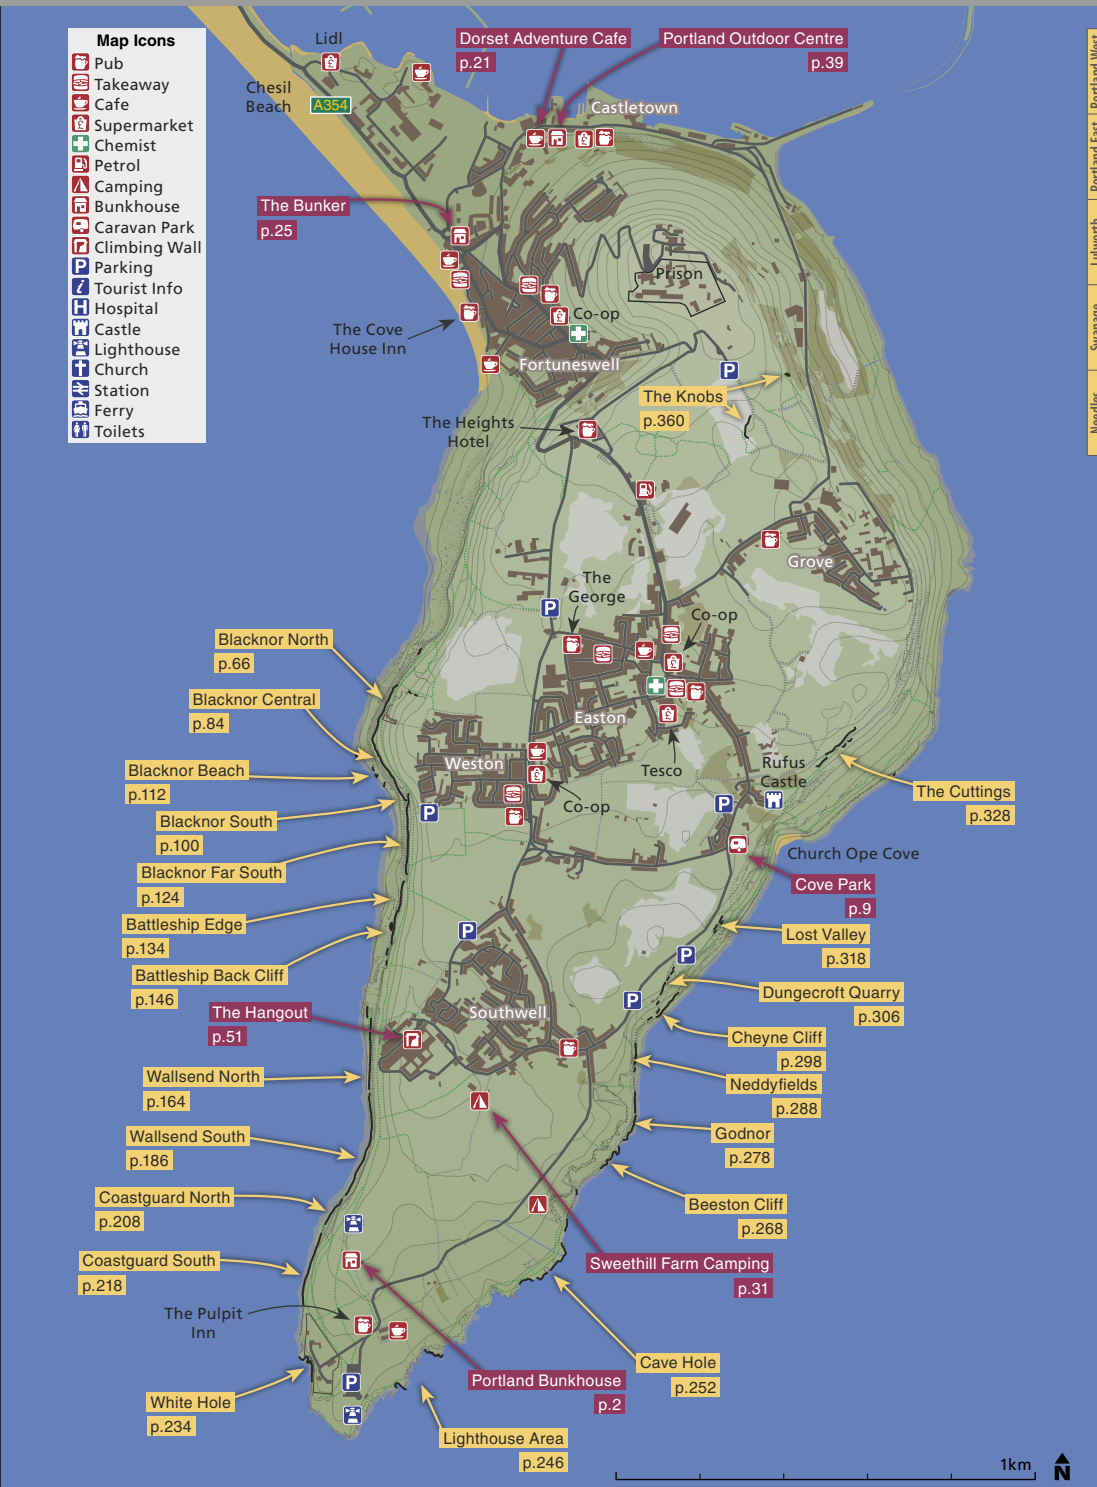 Map Icons
Pub
Takeaway
Cafe
Supermarket
Chemist
Petrol
Camping
Bunkhouse
Caravan Park
Climbing Wall
Parking
Tourist Info
Hospital
Castle
Lighthouse
Church
Station
Ferry
Toilets
Lidl
Chesil
Beach
A354
Dorset Adventure Cafe
p.21
Portland Outdoor Centre
p.39
Castletown
The Bunker
p.25
Prison
The Cove
House Inn
Co-op
Fortuneswell
The Knobs
p.360
The Heights
Hotel
Grove
The
George
Co-op
Blacknor North
p.66
Blacknor Central
p.84
Easton
Weston
Tesco
Rufus
Castle
Blacknor Beach
p.112
The Cuttings
p.328
Co-op
Blacknor South
p.100
Church Ope Cove
Blacknor Far South
p.124
Cove Park
p.9
Battleship Edge
p.134
Lost Valley
p.318
Battleship Back Cliff
p.146
Dungecroft Quarry
p.306
The Hangout
p.51
Southwell
Cheyne Cliff
p.298
Wallsend North
p.164
Neddyfields
p.288
Wallsend South
p.186
Godnor
p.278
Coastguard North
p.208
Beeston Cliff
p.268
Coastguard South
p.218
Sweethill Farm Camping
p.31
The Pulpit
Inn
Cave Hole
p.252
Portland Bunkhouse
p.2
White Hole
p.234
Lighthouse Area
p.246
1km
N
Portland West
Portland East
Lulworth
Swanage
Needles